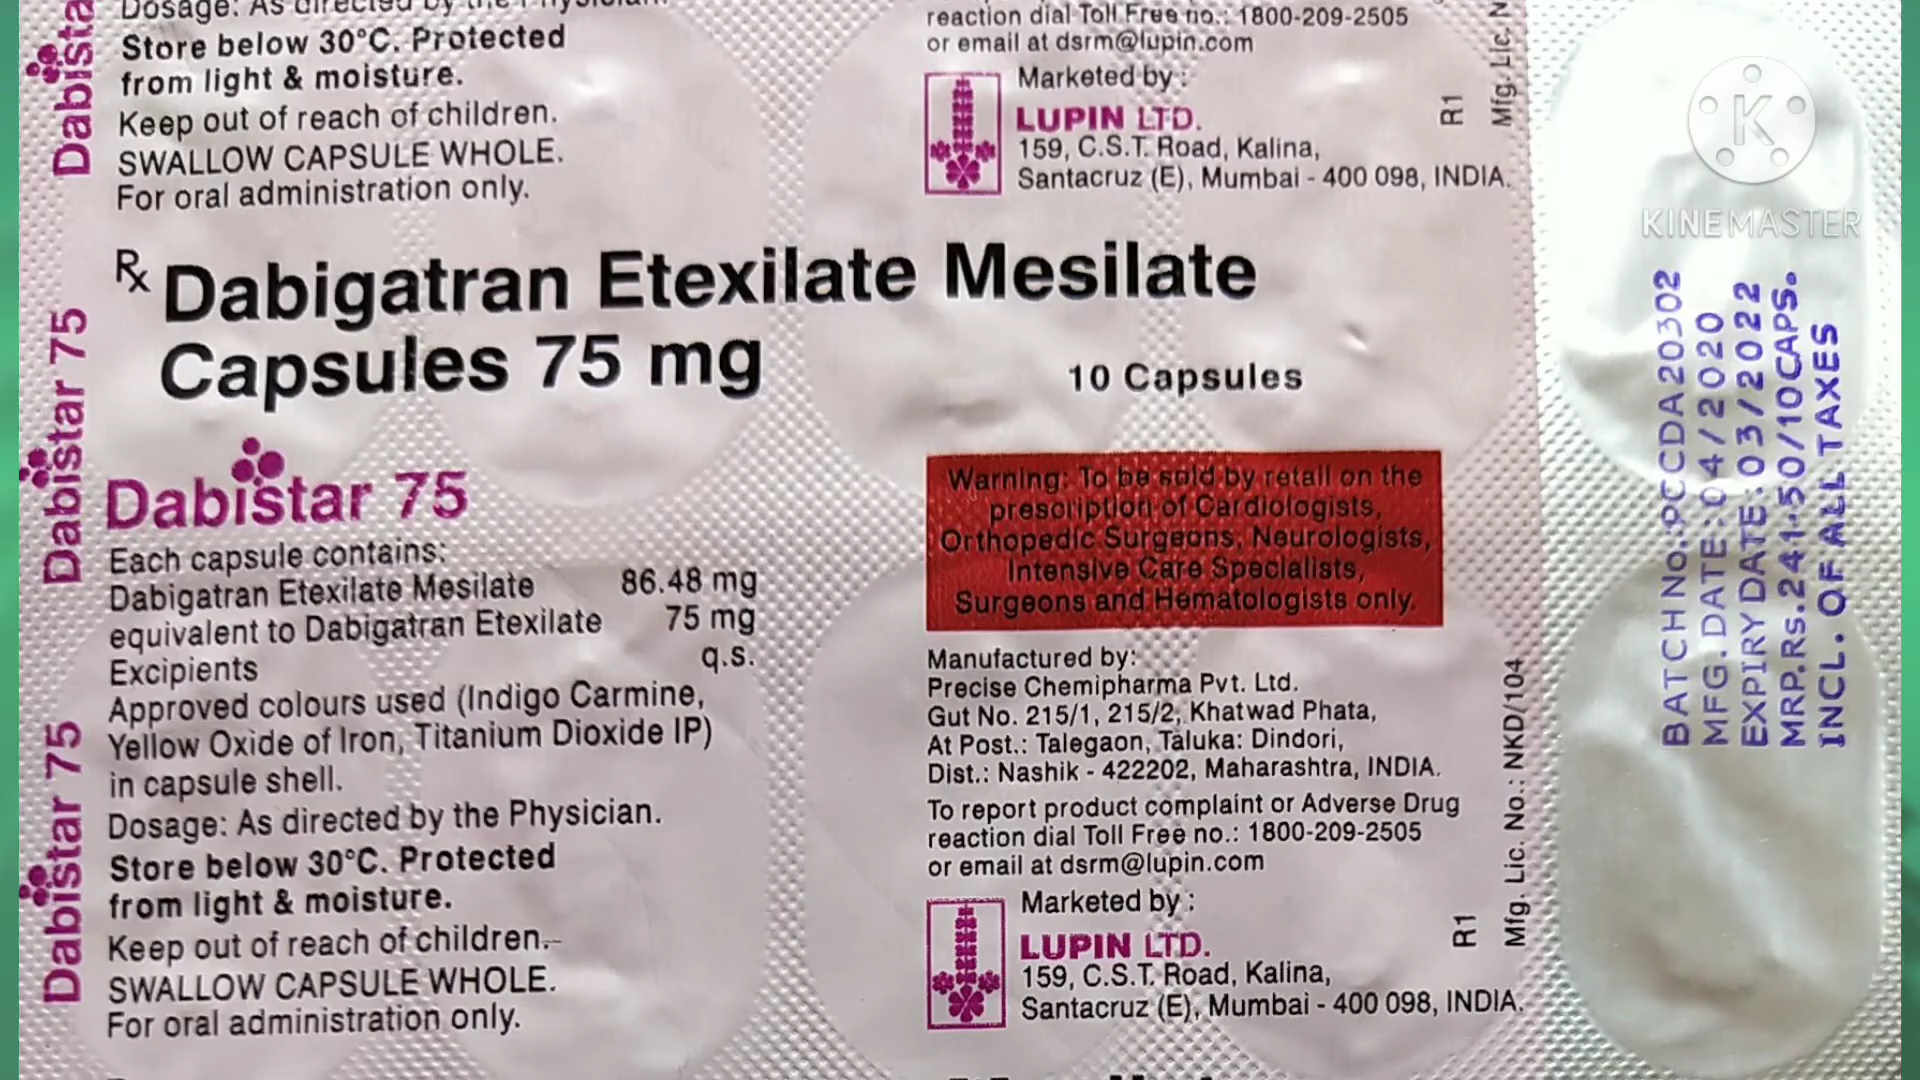 Dosage: As directed by the Physician.
Store below 30°C. Protected
from light & moisture.
Keep out of reach of children.
SWALLOW CAPSULE WHOLE.
For oral administration only.
reaction dial Toll Free no.: 1800-209-2505
or email at dsrm@lupin.com
Marketed by :
LUPIN LTD.
159, C.S.T. Road, Kalina,
Santacruz (E), Mumbai - 400 098, INDIA.
R1
Mfg. Lic. N
K
KINEMASTER
Rx Dabigatran Etexilate Mesilate
Capsules 75 mg
10 Capsules
Dabista
Dabistar 75
Dabistar 75
Dabistar 75
Each capsule contains:
Dabigatran Etexilate Mesilate 86.48 mg
equivalent to Dabigatran Etexilate 75 mg
Excipients q.s.
Approved colours used (Indigo Carmine,
Yellow Oxide of Iron, Titanium Dioxide IP)
in capsule shell.
Dosage: As directed by the Physician.
Store below 30°C. Protected
from light & moisture.
Keep out of reach of children.
SWALLOW CAPSULE WHOLE.
For oral administration only.
Warning: To be sold by retail on the
prescription of Cardiologists,
Orthopedic Surgeons, Neurologists,
Intensive Care Specialists,
Surgeons and Hematologists only.
Manufactured by:
Precise Chemipharma Pvt. Ltd.
Gut No. 215/1, 215/2, Khatwad Phata,
At Post.: Talegaon, Taluka: Dindori,
Dist.: Nashik - 422202, Maharashtra, INDIA.
To report product complaint or Adverse Drug
reaction dial Toll Free no.: 1800-209-2505
or email at dsrm@lupin.com
Marketed by :
LUPIN LTD.
159, C.S.T. Road, Kalina,
Santacruz (E), Mumbai - 400 098, INDIA.
R1
Mfg. Lic. No.: NKD/104
BATCH NO.:PCCDA20302
MFG. DATE:04/2020
EXPIRY DATE:03/2022
MRP.Rs.241.50/10CAPS.
INCL. OF ALL TAXES